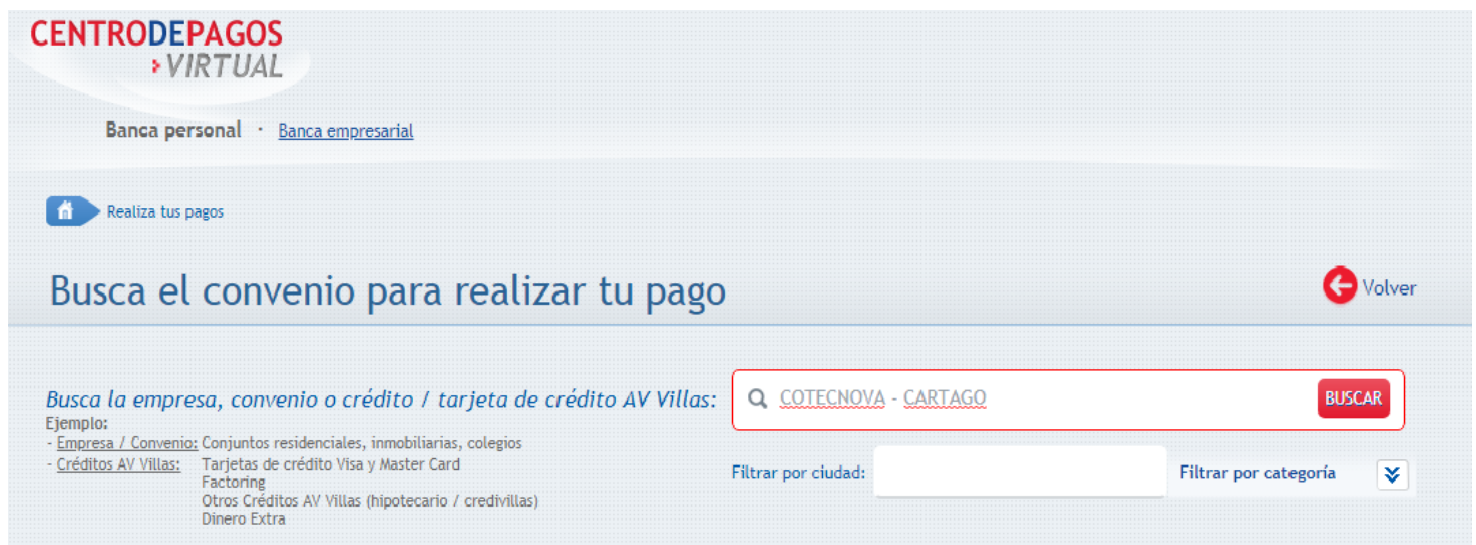 CENTRODEPAGOS
VIRTUAL
Banca personal · Banca empresarial
Realiza tus pagos
Busca el convenio para realizar tu pago
Volver
Busca la empresa, convenio o crédito / tarjeta de crédito AV Villas:
COTECNOVA - CARTAGO
BUSCAR
Ejemplo:
- Empresa / Convenio: Conjuntos residenciales, inmobiliarias, colegios
- Créditos AV Villas: Tarjetas de crédito Visa y Master Card
Factoring
Otros Créditos AV Villas (hipotecario / credivillas)
Dinero Extra
Filtrar por ciudad:
Filtrar por categoría